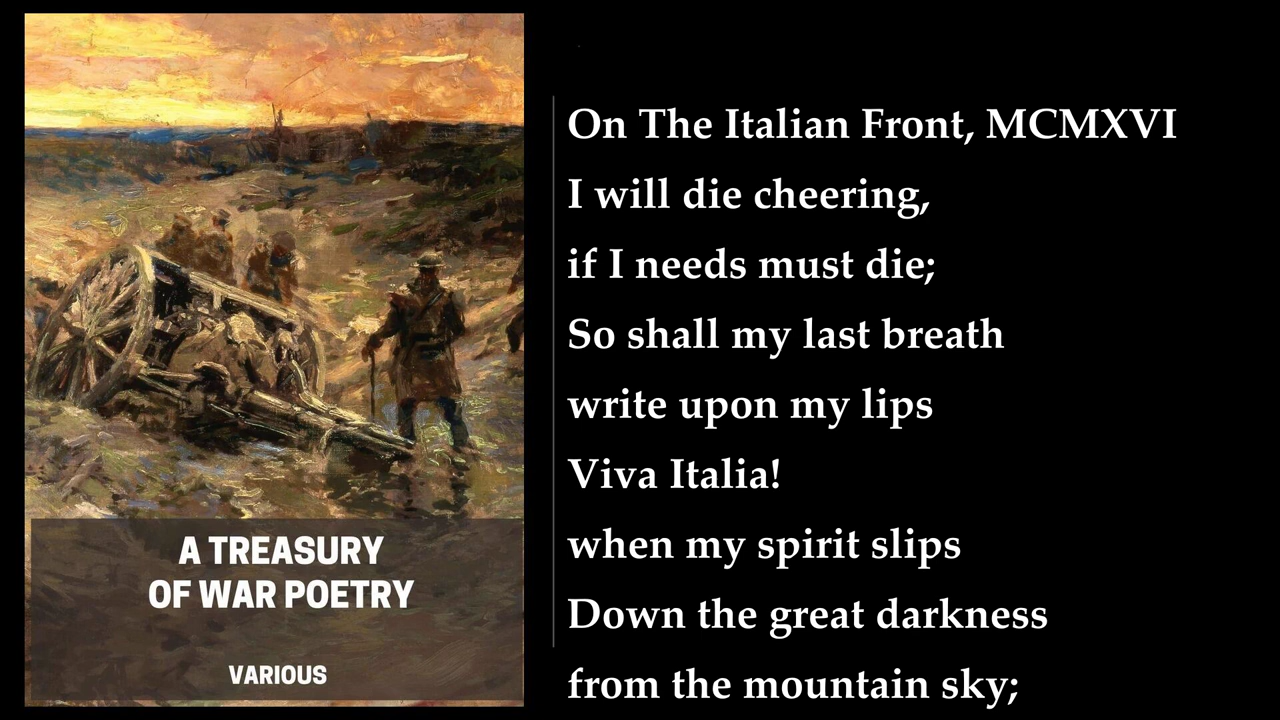 A TREASURY
OF WAR POETRY
VARIOUS
On The Italian Front, MCMXVI
I will die cheering,
if I needs must die;
So shall my last breath
write upon my lips
Viva Italia!
when my spirit slips
Down the great darkness
from the mountain sky;